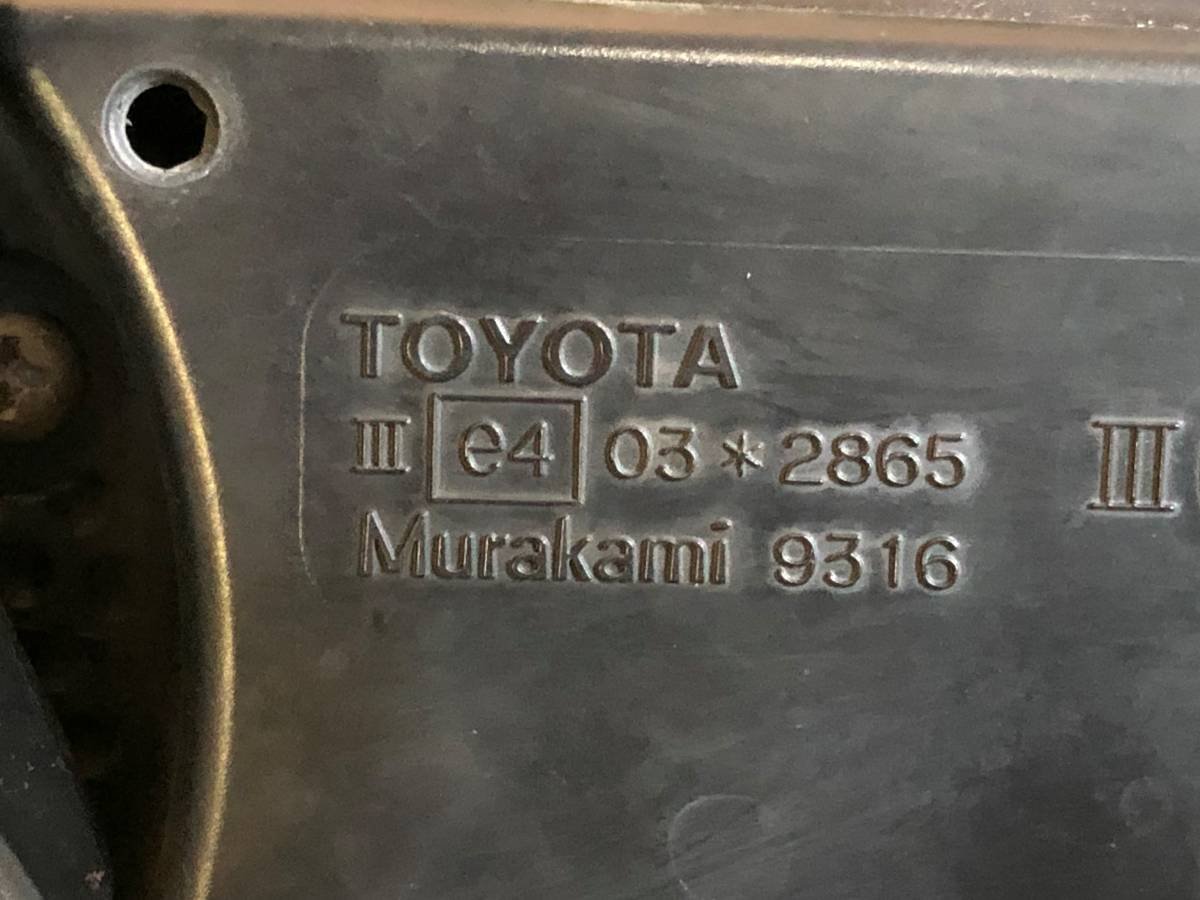 TOYOTA
III e4 03*2865 III
Murakami 9316